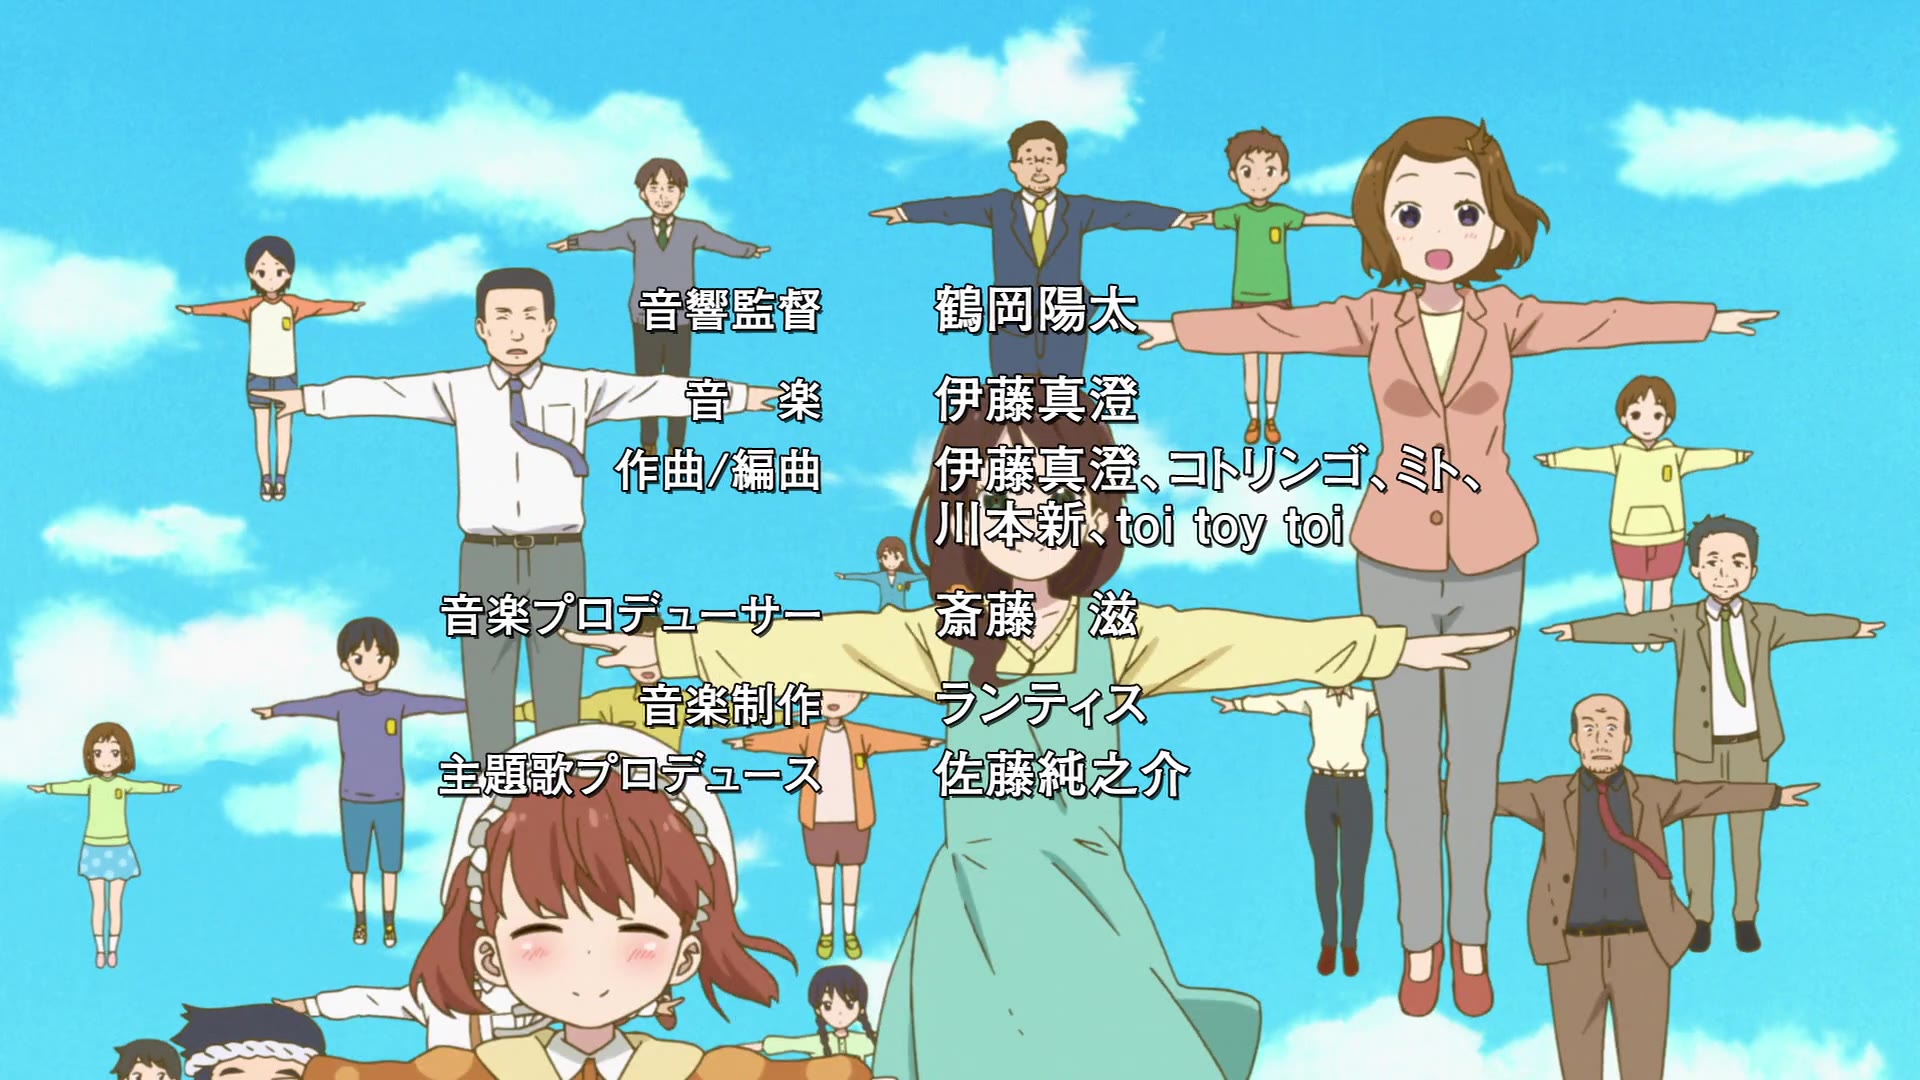 音響監督　鶴岡陽太
音　楽　伊藤真澄
作曲/編曲　伊藤真澄、コトリンゴ、ミト、
川本新、toi toy toi
音楽プロデューサー　斎藤　滋
音楽制作　ランティス
主題歌プロデュース　佐藤純之介